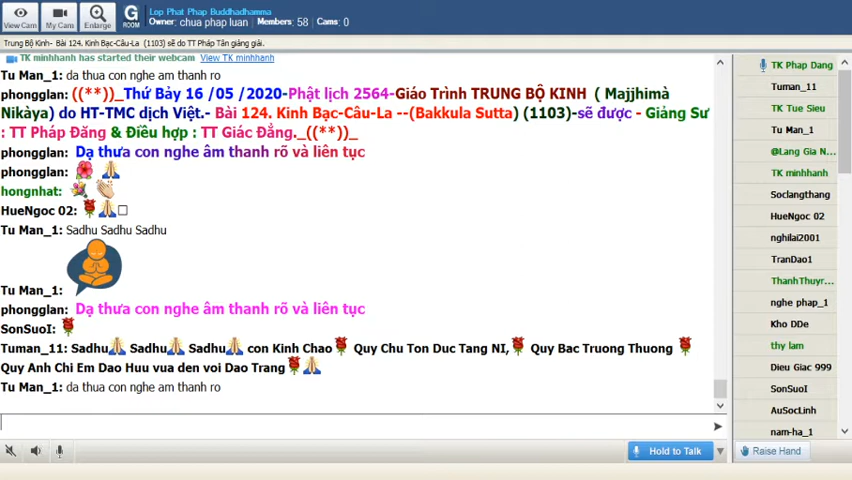 View Cam
My Cam
Enlarge
G
ROOM
Lop Phat Phap Buddhadhamma
Owner: chua phap luan Members: 58 Cams: 0
Trung Bộ Kinh- Bài 124. Kinh Bạc-Câu-La (1103) sẽ do TT Pháp Tân giảng giải.
TK minhhanh has started their webcam View TK minhhanh
Tu Man_1: da thua con nghe am thanh ro
phongglan: ((**))_Thứ Bảy 16 /05 /2020-Phật lịch 2564-Giáo Trình TRUNG BỘ KINH ( Majjhimà
Nikàya) do HT-TMC dịch Việt.- Bài 124. Kinh Bạc-Câu-La --(Bakkula Sutta) (1103)-sẽ được - Giảng Sư
: TT Pháp Đăng & Điều hợp : TT Giác Đẳng._((**))_
phongglan: Dạ thưa con nghe âm thanh rõ và liên tục
phongglan:
hongnhat:
HueNgoc 02:
Tu Man_1: Sadhu Sadhu Sadhu
Tu Man_1:
phongglan: Dạ thưa con nghe âm thanh rõ và liên tục
SonSuoI:
Tuman_11: Sadhu Sadhu Sadhu con Kinh Chao Quy Chu Ton Duc Tang NI, Quy Bac Truong Thuong
Quy Anh Chi Em Dao Huu vua den voi Dao Trang
Tu Man_1: da thua con nghe am thanh ro
Hold to Talk
TK Phap Dang
Tuman_11
TK Tue Sieu
Tu Man_1
@Lang Gia N...
TK minhhanh
Soclangthang
HueNgoc 02
nghilai2001
TranDao1
ThanhThuyr...
nghe phap_1
Kho DDe
thy lam
Dieu Giac 999
SonSuoI
AuSocLinh
nam-ha_1
Raise Hand